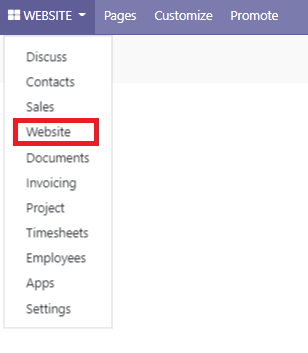 WEBSITE Pages Customize Promote
Discuss
Contacts
Sales
Website
Documents
Invoicing
Project
Timesheets
Employees
Apps
Settings